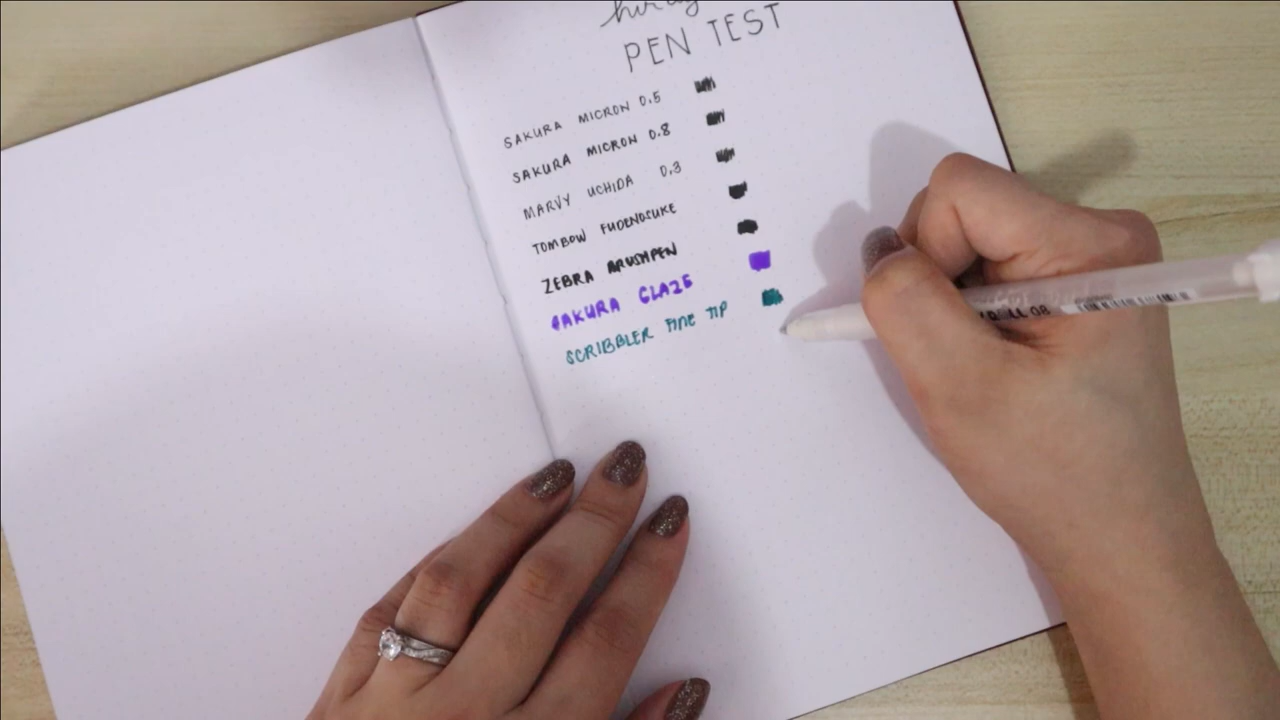 PEN TEST
SAKURA MICRON 0.5
SAKURA MICRON 0.8
MARVY UCHIDA 0.3
TOMBOW FUDENOSUKE
ZEBRA BRUSHPEN
SAKURA GLAZE
SCRIBBLER FINE TIP
08